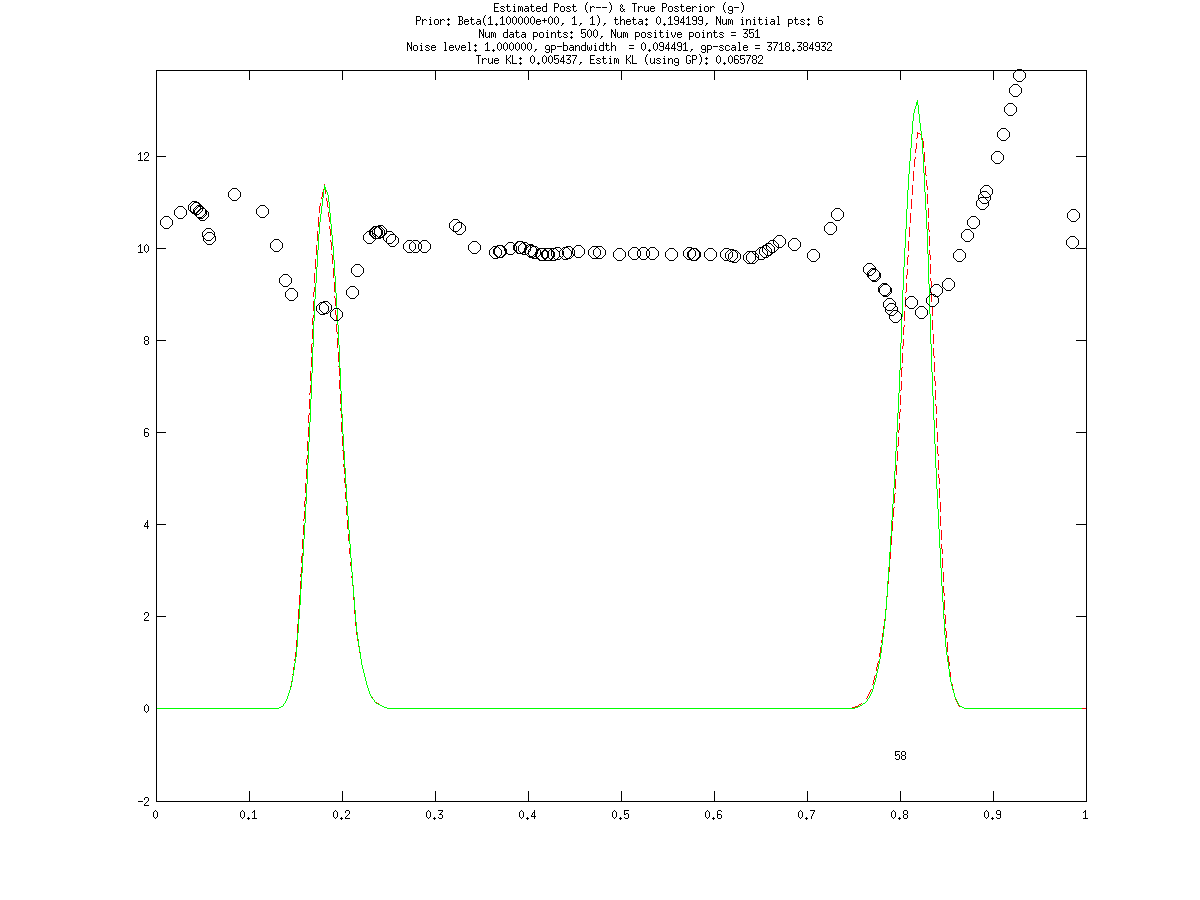 Estimated Post (r--) & True Posterior (g-)
Prior: Beta(1.100000e+00, 1, 1), theta: 0.194199, Num initial pts: 6
Num data points: 500, Num positive points = 351
Noise level: 1.000000, gp-bandwidth  = 0.094491, gp-scale = 3718.384932
True KL: 0.005437, Estim KL (using GP): 0.065782
12
10
8
6
4
2
0
58
-2
0 0.1 0.2 0.3 0.4 0.5 0.6 0.7 0.8 0.9 1